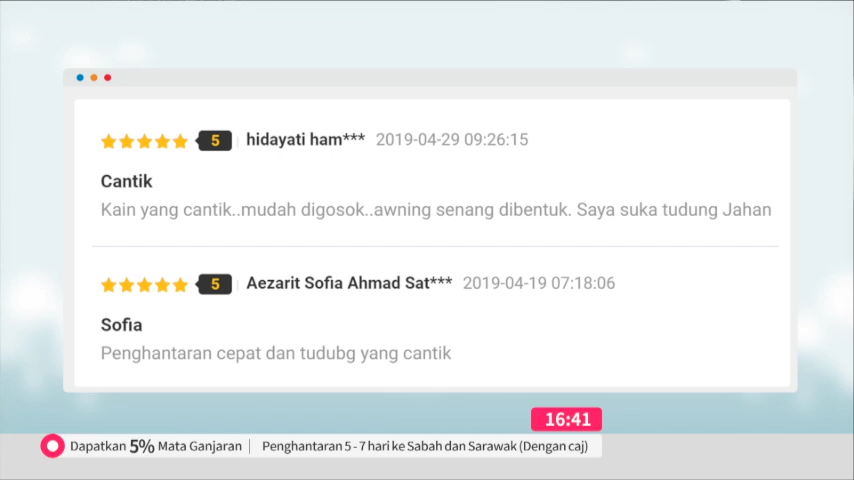 5 hidayati ham*** 2019-04-29 09:26:15
Cantik
Kain yang cantik..mudah digosok..awning senang dibentuk. Saya suka tudung Jahan
5 Aezarit Sofia Ahmad Sat*** 2019-04-19 07:18:06
Sofia
Penghantaran cepat dan tudubg yang cantik
16:41
Dapatkan 5% Mata Ganjaran | Penghantaran 5-7 hari ke Sabah dan Sarawak (Dengan caj)